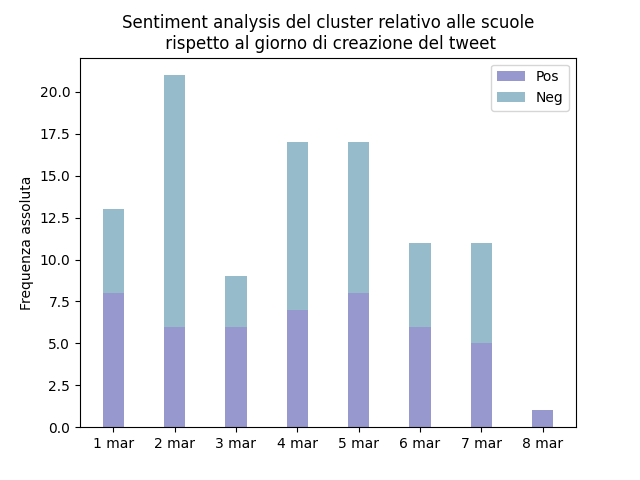 Sentiment analysis del cluster relativo alle scuole
rispetto al giorno di creazione del tweet
Pos
Neg
Frequenza assoluta
20.0
17.5
15.0
12.5
10.0
7.5
5.0
2.5
0.0
1 mar 2 mar 3 mar 4 mar 5 mar 6 mar 7 mar 8 mar